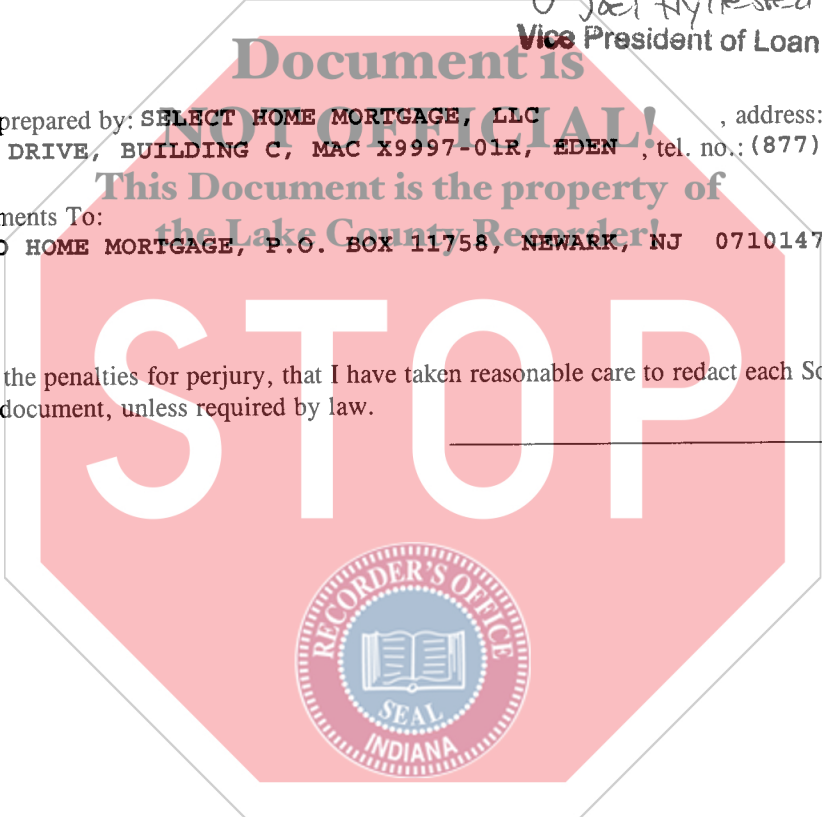 Joel
Vice President of Loan
Document is
prepared by: SELECT HOME MORTGAGE, LLC , address:
NOT OFFICIAL!
DRIVE, BUILDING C, MAC X9997-01R, EDEN , tel. no.: (877)
This Document is the property of
ments To:
the Lake County Recorder!
HOME MORTGAGE, P.O. BOX 11758, NEWARK, NJ 0710147
STOP
the penalties for perjury, that I have taken reasonable care to redact each So
document, unless required by law.
RECORDER'S OFFICE
SEAL
INDIANA